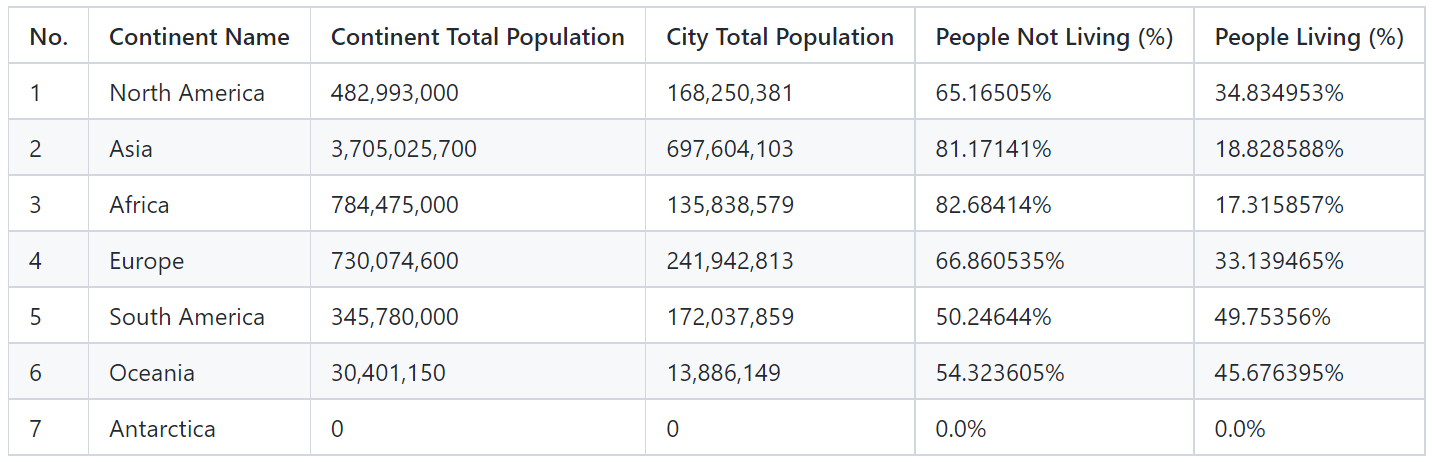 No. Continent Name Continent Total Population City Total Population People Not Living (%) People Living (%)
1 North America 482,993,000 168,250,381 65.16505% 34.834953%
2 Asia 3,705,025,700 697,604,103 81.17141% 18.828588%
3 Africa 784,475,000 135,838,579 82.68414% 17.315857%
4 Europe 730,074,600 241,942,813 66.860535% 33.139465%
5 South America 345,780,000 172,037,859 50.24644% 49.75356%
6 Oceania 30,401,150 13,886,149 54.323605% 45.676395%
7 Antarctica 0 0 0.0% 0.0%